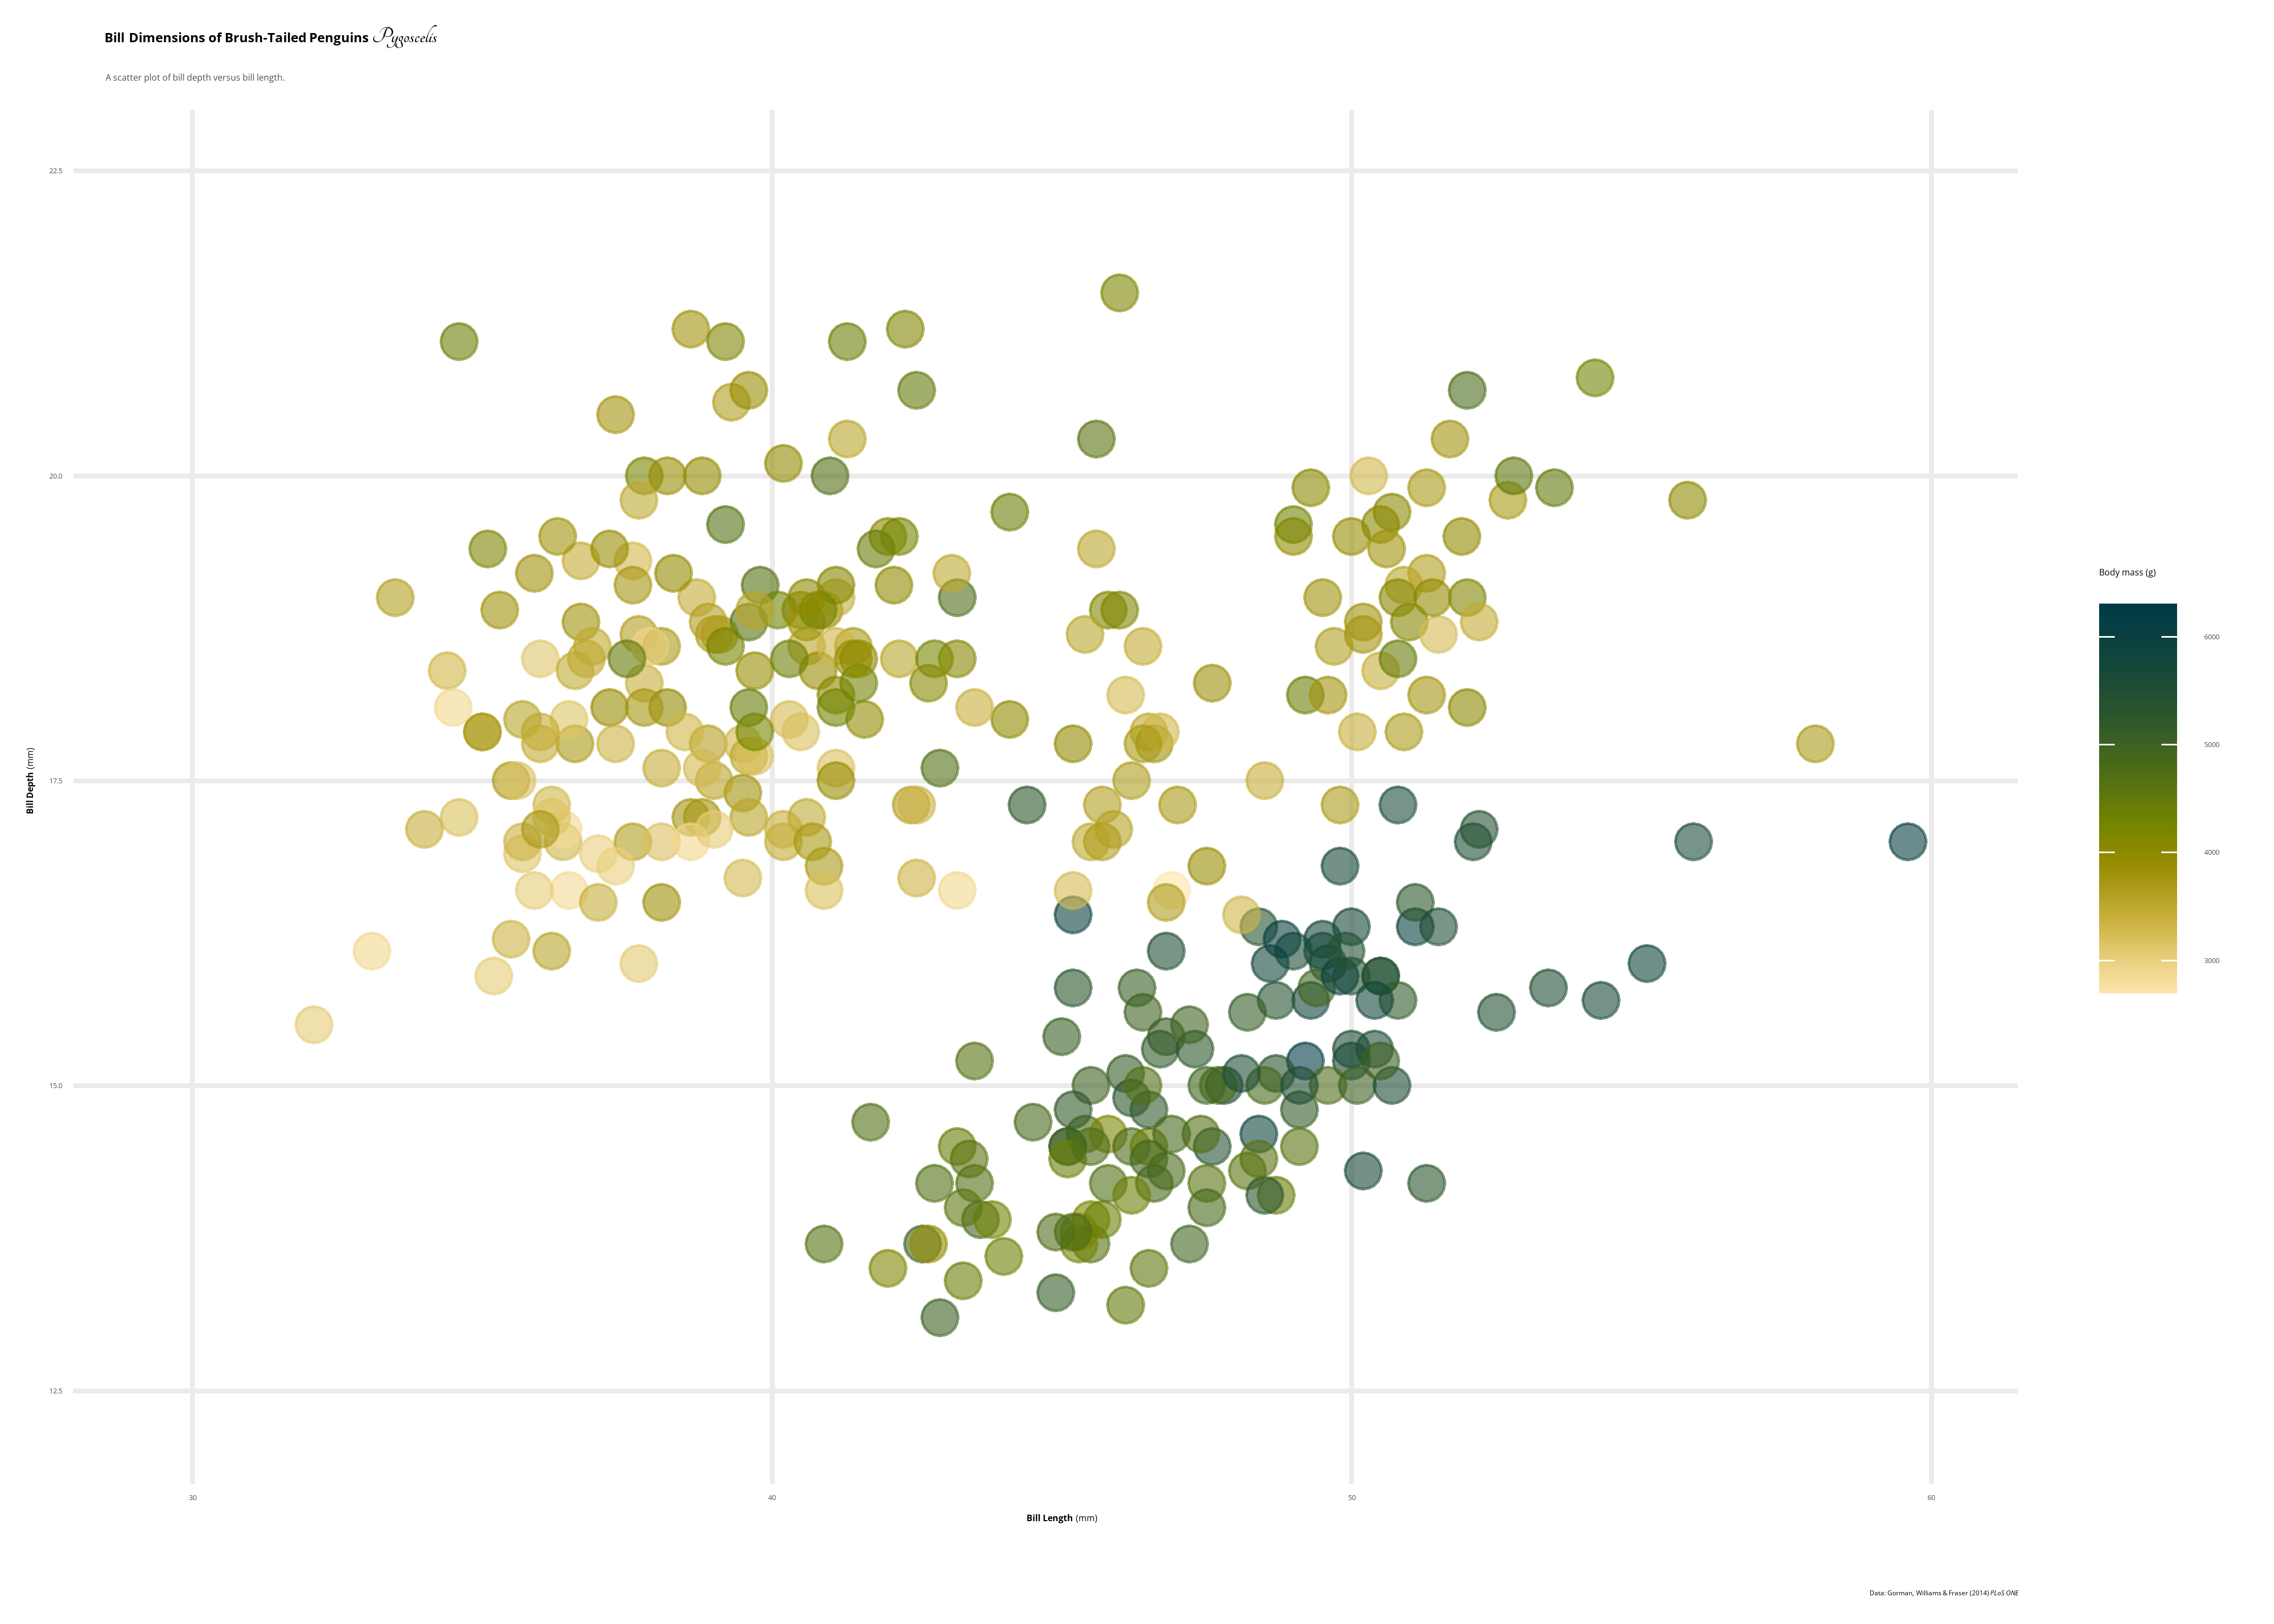 Bill Dimensions of Brush-Tailed Penguins Pygoscelis
A scatter plot of bill depth versus bill length.
22.5
20.0
17.5
15.0
12.5
Bill Depth (mm)
30
40
50
60
Bill Length (mm)
Body mass (g)
6000
5000
4000
3000
Data: Gorman, Williams & Fraser (2014) PLoS ONE